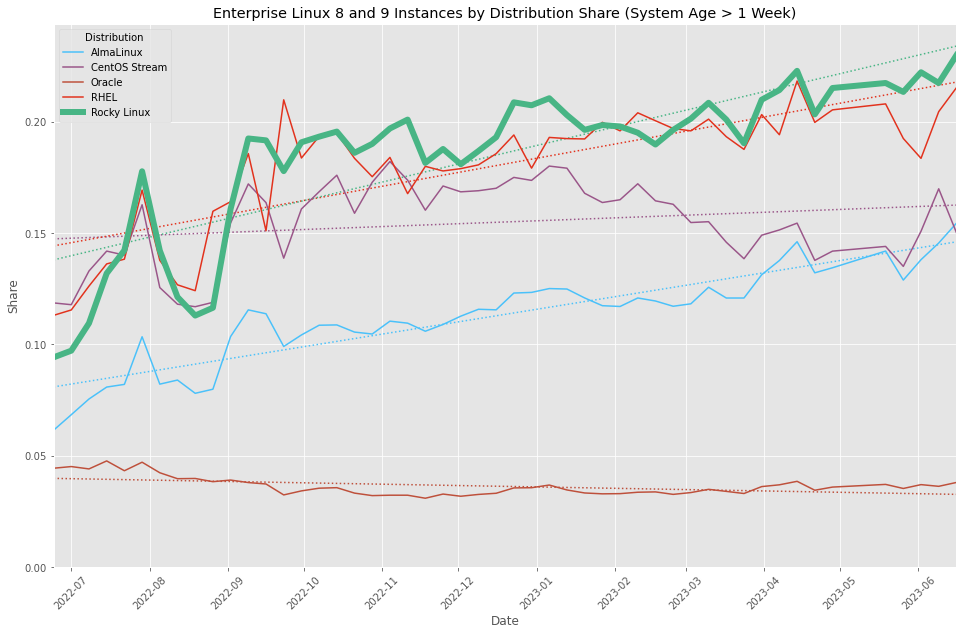 Enterprise Linux 8 and 9 Instances by Distribution Share (System Age > 1 Week)
Distribution
AlmaLinux
CentOS Stream
Oracle
RHEL
Rocky Linux
Share
0.20
0.15
0.10
0.05
0.00
2022-07
2022-08
2022-09
2022-10
2022-11
2022-12
2023-01
2023-02
2023-03
2023-04
2023-05
2023-06
Date